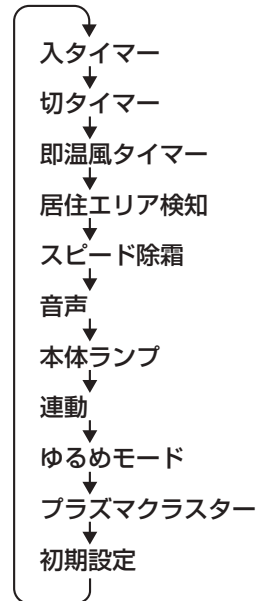 入タイマー
切タイマー
即温風タイマー
居住エリア検知
スピード除霜
音声
本体ランプ
連動
ゆるめモード
プラズマクラスター
初期設定